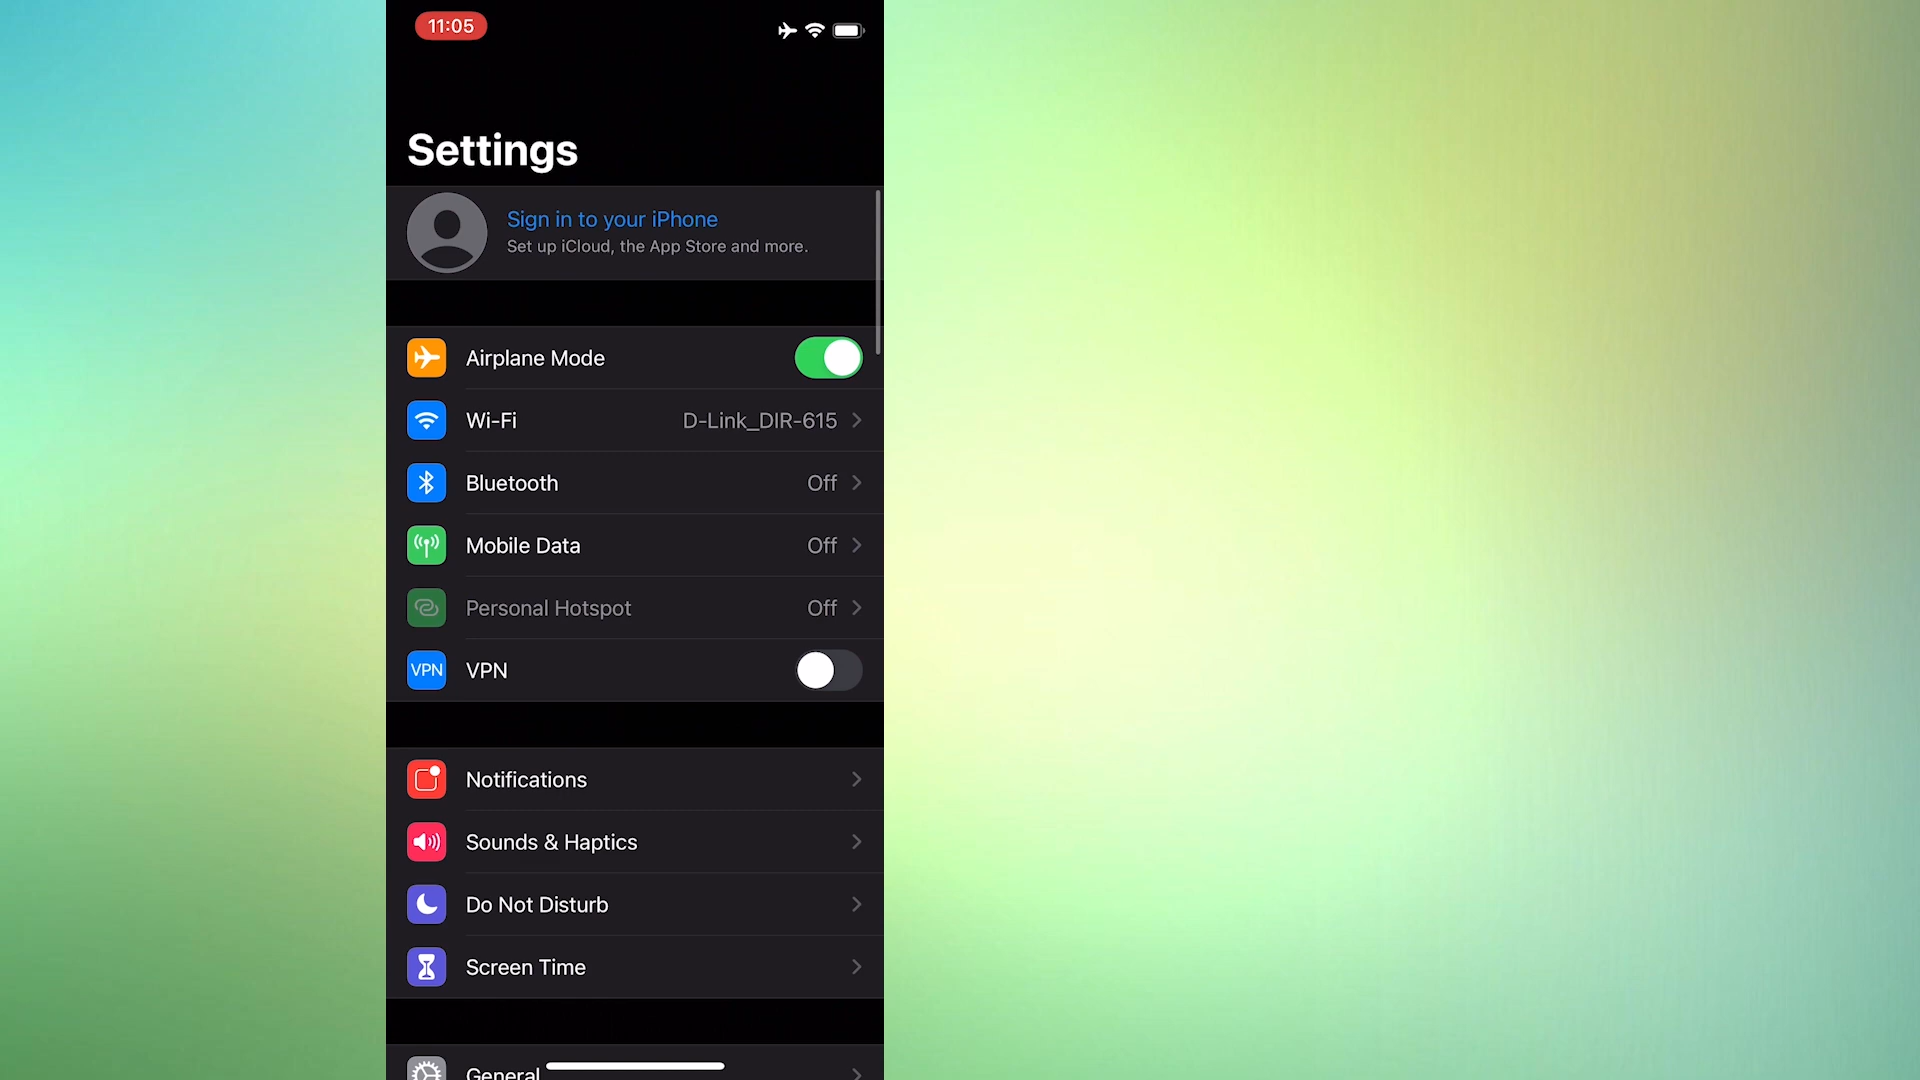 11:05
Settings
Sign in to your iPhone
Set up iCloud, the App Store and more.
Airplane Mode
Wi-Fi D-Link_DIR-615
Bluetooth Off
Mobile Data Off
Personal Hotspot Off
VPN VPN
Notifications
Sounds & Haptics
Do Not Disturb
Screen Time
General